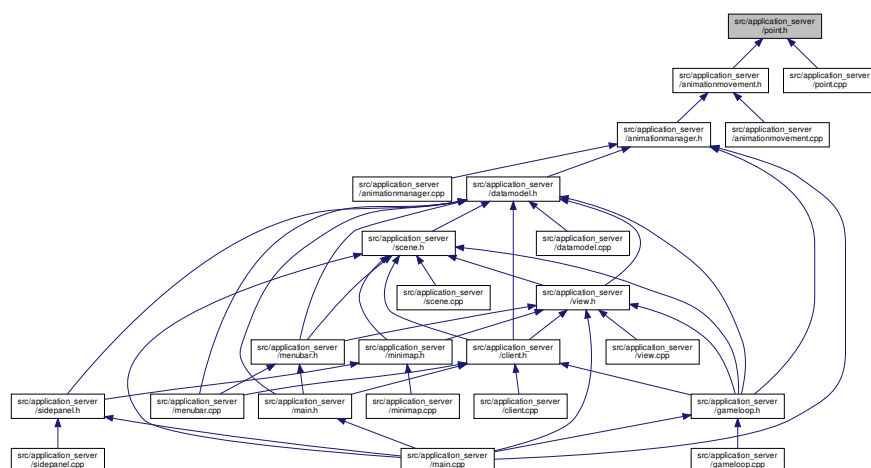 src/application_server
/point.h
src/application_server
/animationmovement.h
src/application_server
/point.cpp
src/application_server
/animationmanager.h
src/application_server
/animationmovement.cpp
src/application_server
/animationmanager.cpp
src/application_server
/datamodel.h
src/application_server
/scene.h
src/application_server
/datamodel.cpp
src/application_server
/scene.cpp
src/application_server
/view.h
src/application_server
/menubar.h
src/application_server
/minimap.h
src/application_server
/client.h
src/application_server
/view.cpp
src/application_server
/sidepanel.h
src/application_server
/menubar.cpp
src/application_server
/main.h
src/application_server
/minimap.cpp
src/application_server
/client.cpp
src/application_server
/gameloop.h
src/application_server
/sidepanel.cpp
src/application_server
/main.cpp
src/application_server
/gameloop.cpp